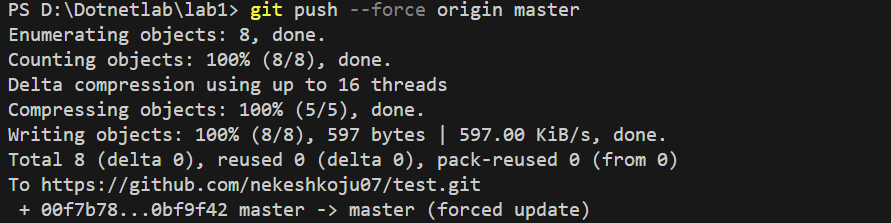 PS D:\Dotnetlab\lab1> git push --force origin master
Enumerating objects: 8, done.
Counting objects: 100% (8/8), done.
Delta compression using up to 16 threads
Compressing objects: 100% (5/5), done.
Writing objects: 100% (8/8), 597 bytes | 597.00 KiB/s, done.
Total 8 (delta 0), reused 0 (delta 0), pack-reused 0 (from 0)
To https://github.com/nekeshkoju07/test.git
 + 00f7b78...0bf9f42 master -> master (forced update)